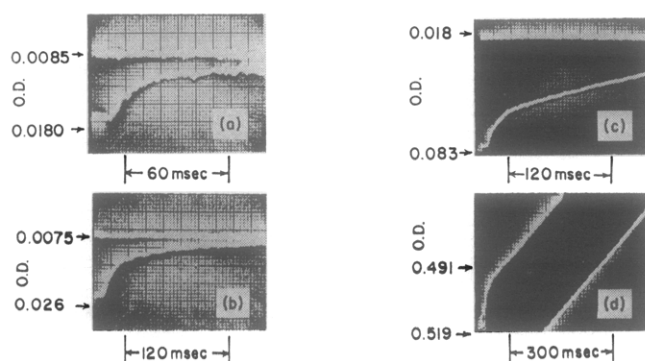 0.0085
O.D.
0.0180
(a)
60 msec
0.0075
O.D.
0.026
(b)
120 msec
0.018
O.D.
0.083
(c)
120 msec
O.D.
0.491
0.519
(d)
300 msec